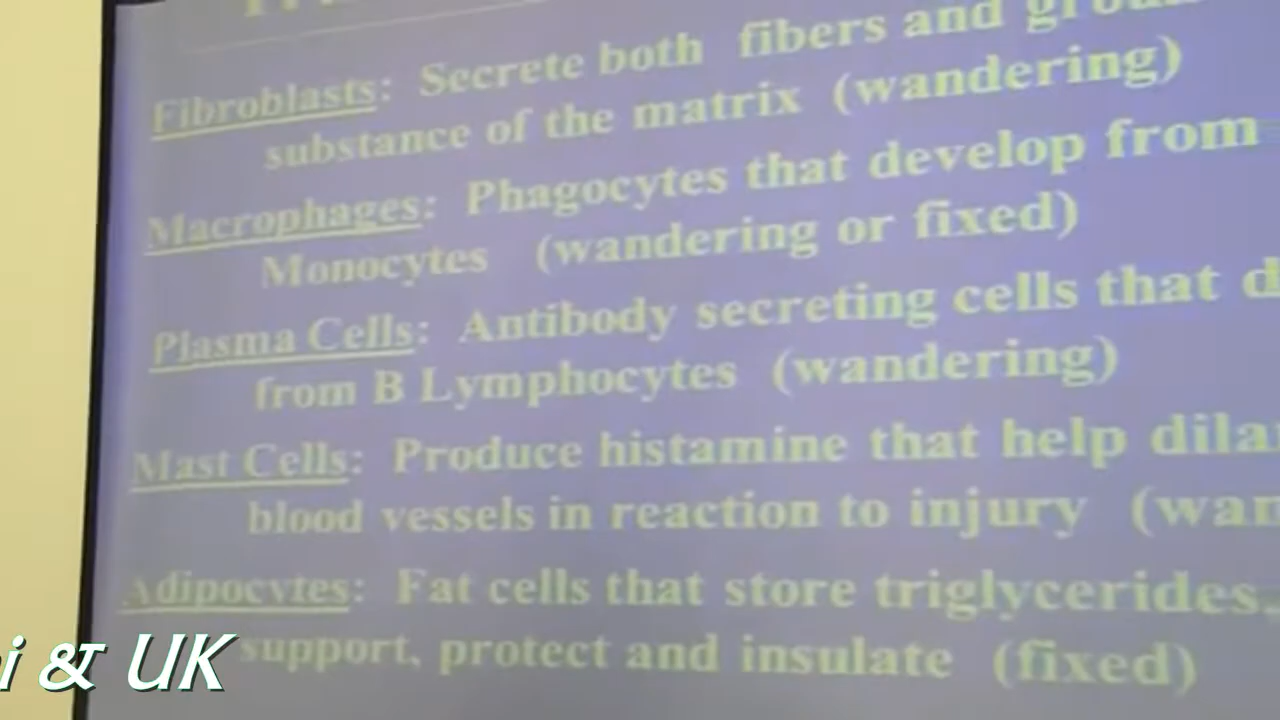 Fibroblasts: Secrete both fibers and
substance of the matrix (wandering)
Macrophages: Phagocytes that develop from
Monocytes (wandering or fixed)
Plasma Cells: Antibody secreting cells that d
from B Lymphocytes (wandering)
Mast Cells: Produce histamine that help dila
blood vessels in reaction to injury (wan
Adipocytes: Fat cells that store triglycerides,
support, protect and insulate (fixed)
i & UK